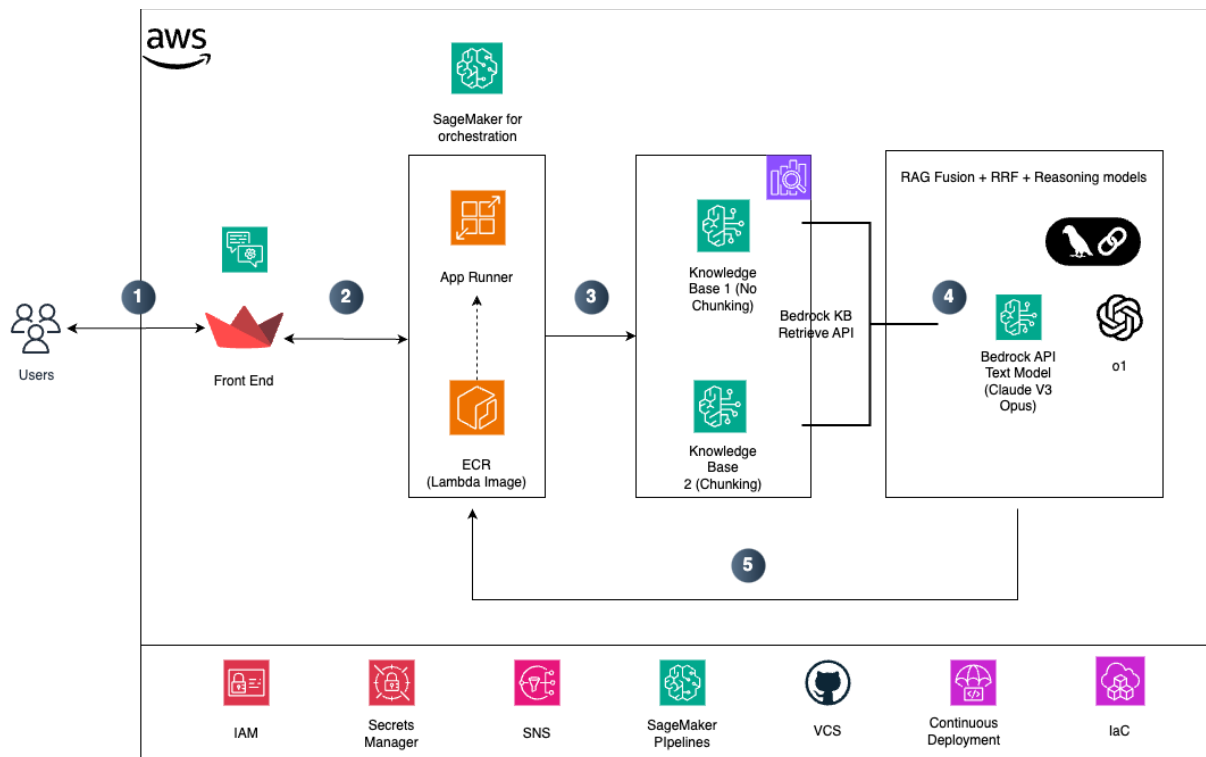 aws
SageMaker for
orchestration
RAG Fusion + RRF + Reasoning models
App Runner
Knowledge
Base 1 (No
Chunking)
1
2
3
4
Bedrock KB
Retrieve API
Bedrock API
Text Model
(Claude V3
Opus)
o1
Users
Front End
ECR
(Lambda Image)
Knowledge
Base
2 (Chunking)
5
IAM
Secrets
Manager
SNS
SageMaker
PIpelines
VCS
Continuous
Deployment
IaC